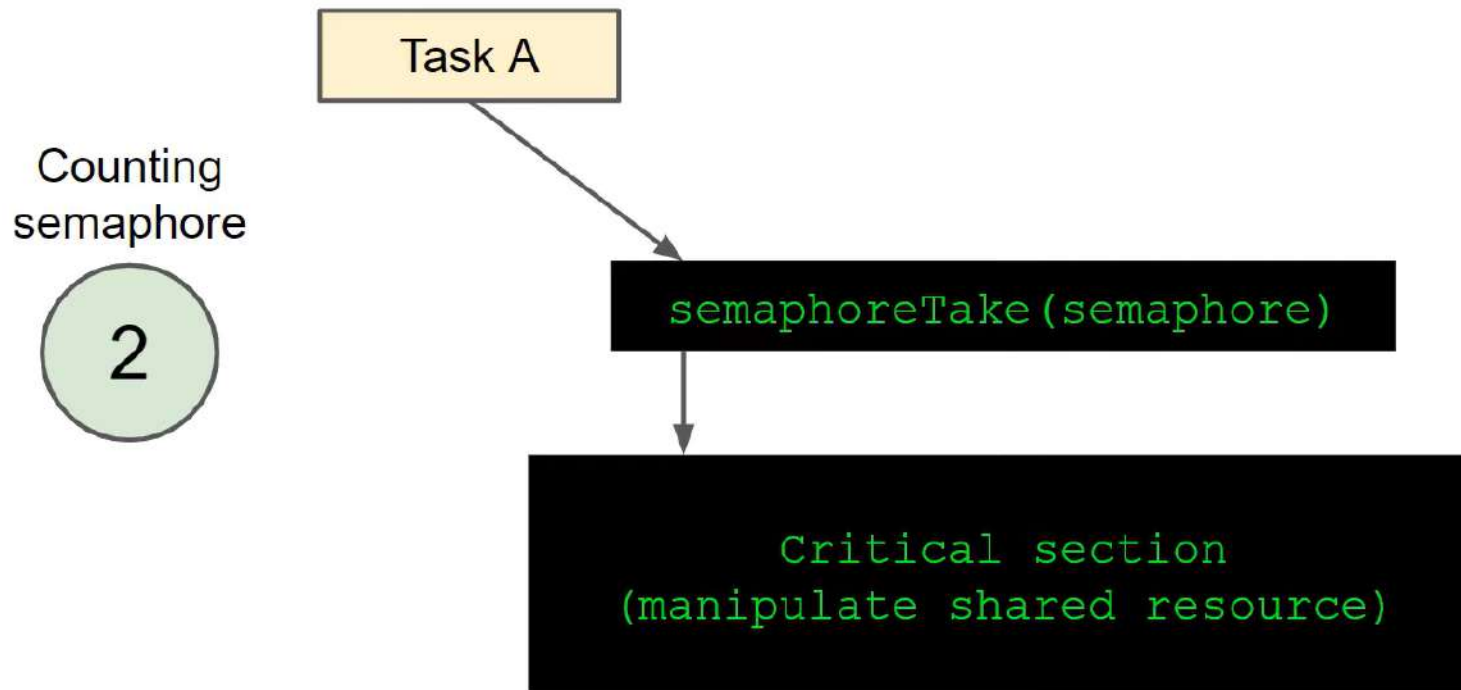 Task A
Counting
semaphore
2
semaphoreTake(semaphore)
Critical section
(manipulate shared resource)